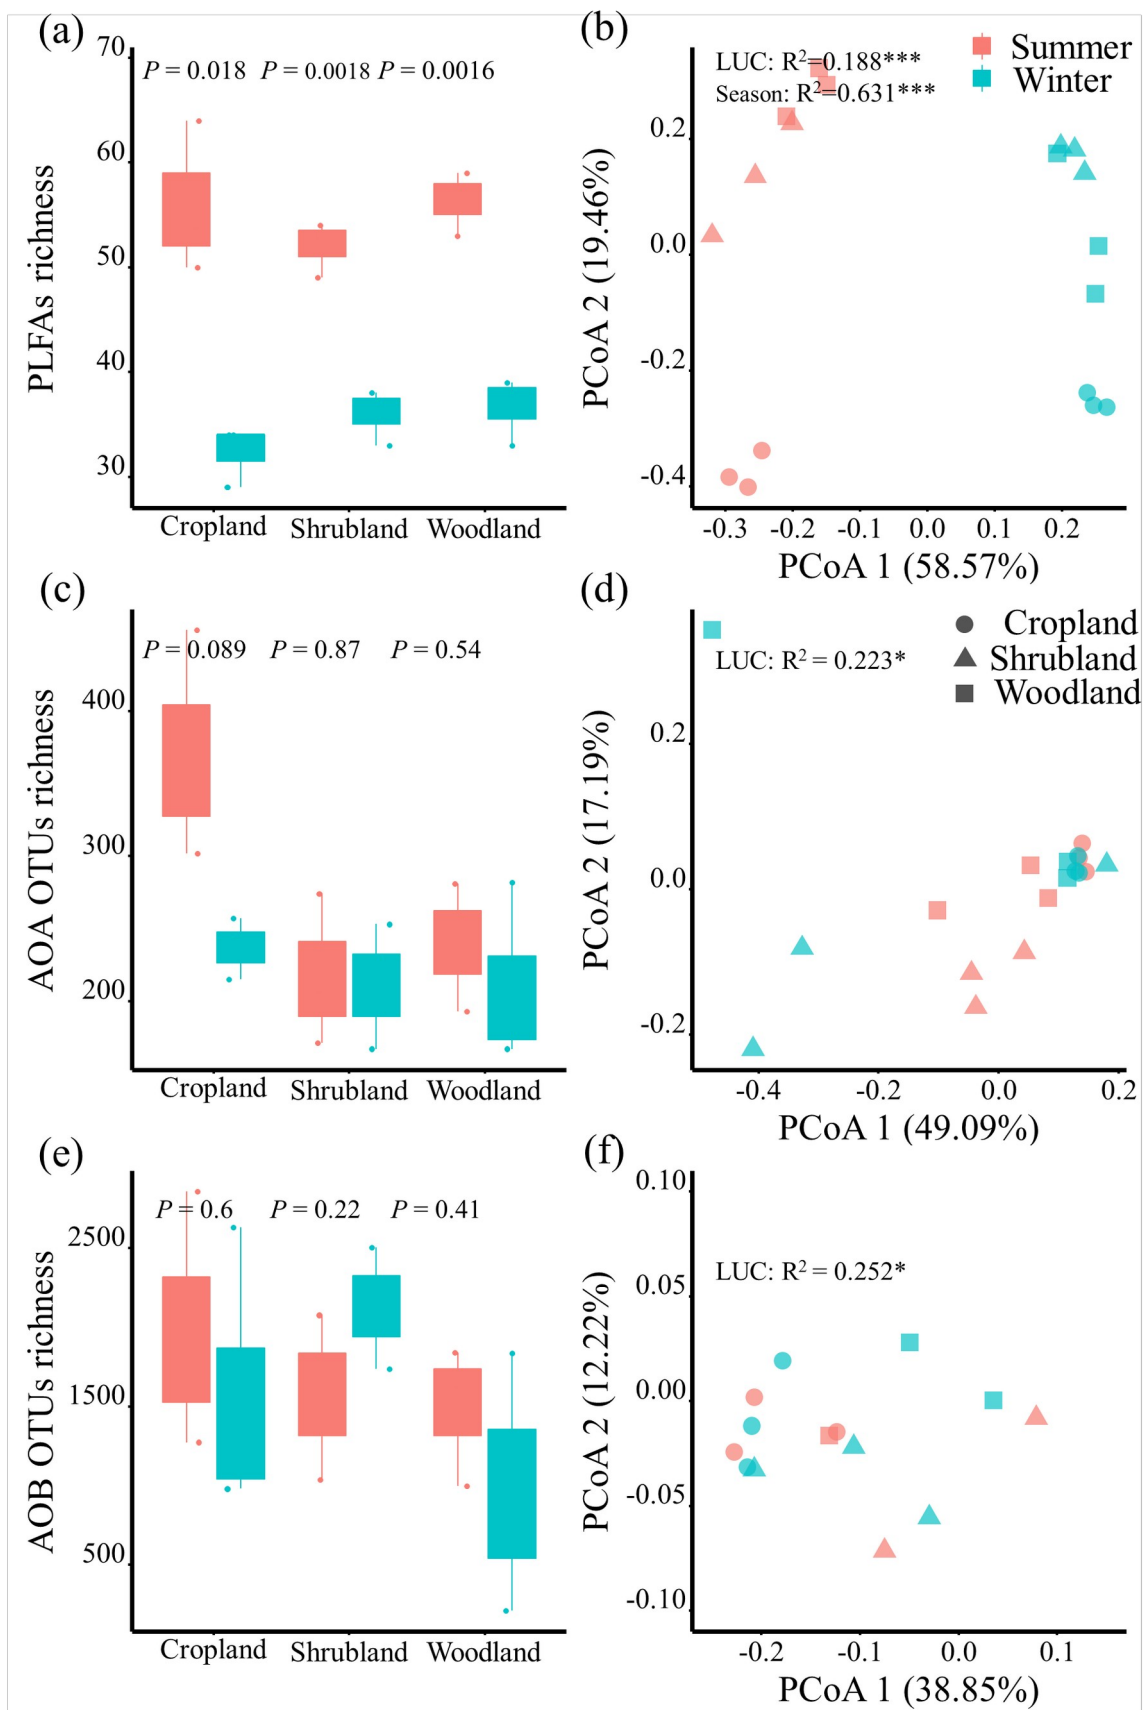 (a)
70
60
50
40
30
PLFAs richness
P = 0.018 P = 0.0018 P = 0.0016
Cropland Shrubland Woodland
(b)
Summer
Winter
LUC: R²=0.188***
Season: R²=0.631***
0.2
0.0
-0.2
-0.4
PCoA 2 (19.46%)
-0.3 -0.2 -0.1 0.0 0.1 0.2
PCoA 1 (58.57%)
(c)
P = 0.089 P = 0.87 P = 0.54
400
300
200
AOA OTUs richness
Cropland Shrubland Woodland
(d)
Cropland
Shrubland
Woodland
LUC: R² = 0.223*
0.2
0.0
-0.2
PCoA 2 (17.19%)
-0.4 -0.2 0.0 0.2
PCoA 1 (49.09%)
(e)
P = 0.6 P = 0.22 P = 0.41
2500
1500
500
AOB OTUs richness
Cropland Shrubland Woodland
(f)
LUC: R² = 0.252*
0.10
0.05
0.00
-0.05
-0.10
PCoA 2 (12.22%)
-0.2 -0.1 0.0 0.1
PCoA 1 (38.85%)